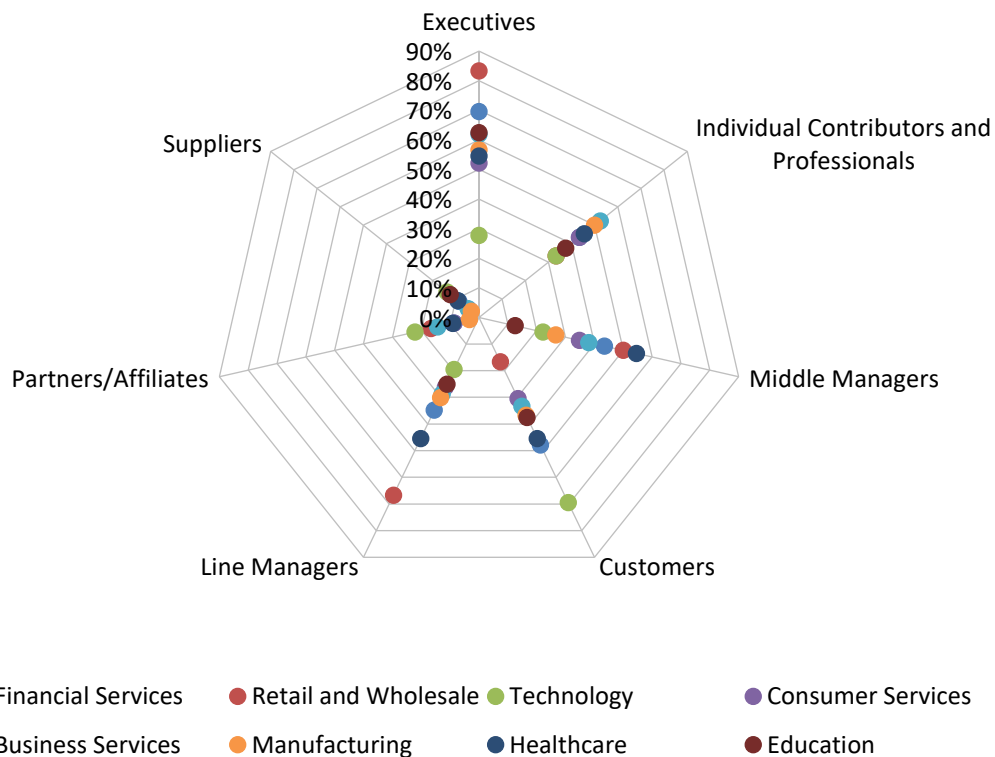 Executives
90%
80%
70%
60%
50%
40%
30%
20%
10%
0%
Individual Contributors and
Professionals
Suppliers
Partners/Affiliates
Middle Managers
Line Managers
Customers
Financial Services
Retail and Wholesale
Technology
Consumer Services
Business Services
Manufacturing
Healthcare
Education